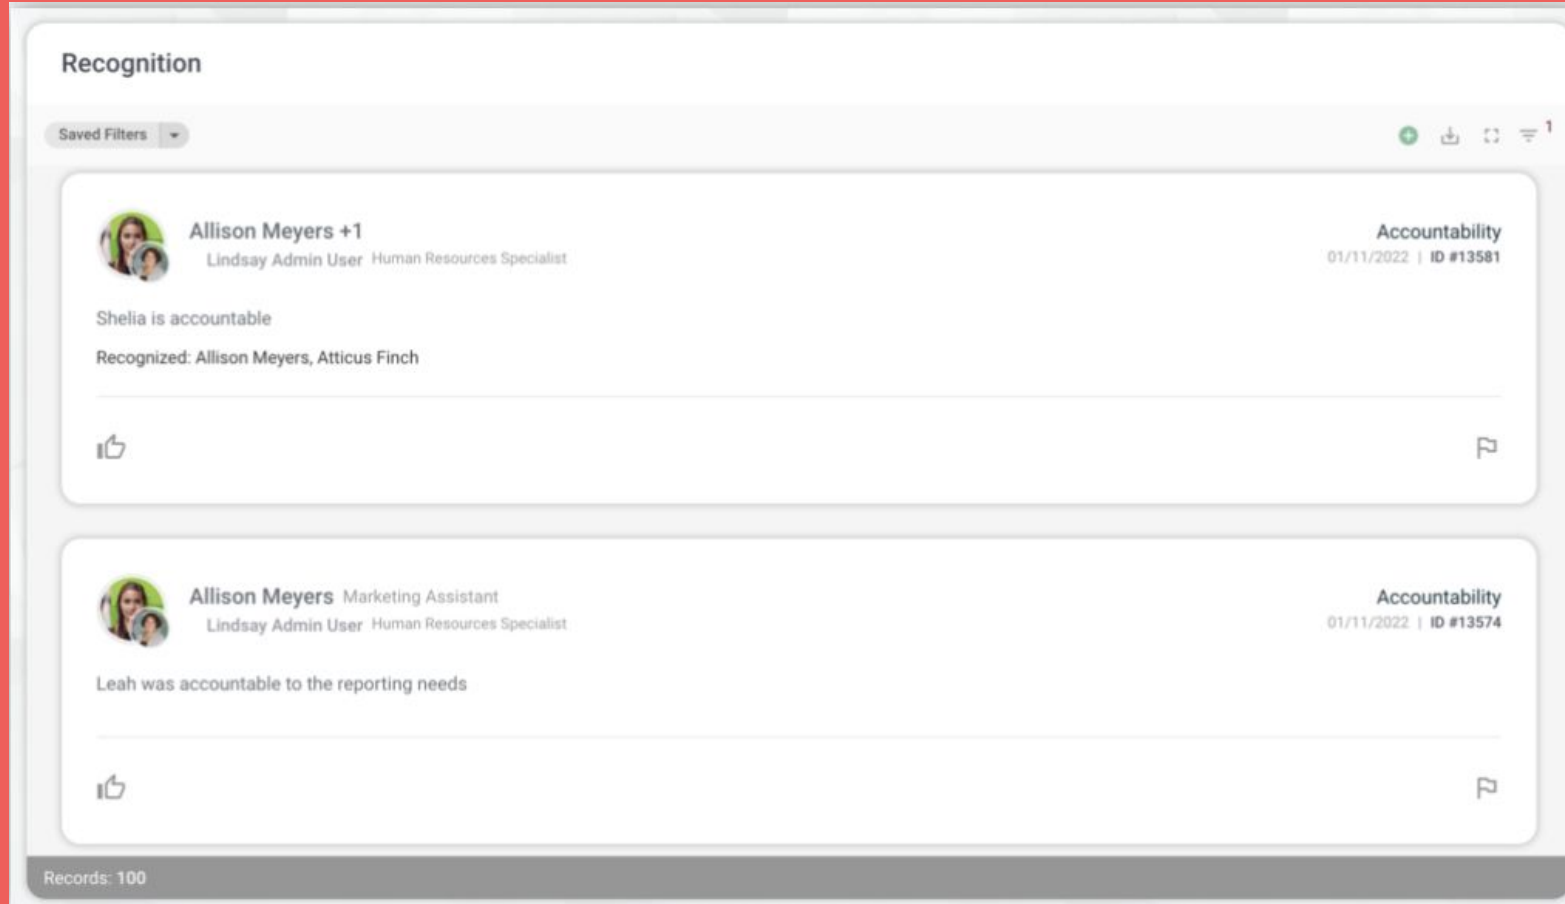 Recognition
Saved Filters
1
Allison Meyers +1
Accountability
Lindsay Admin User Human Resources Specialist
01/11/2022 | ID #13581
Shelia is accountable
Recognized: Allison Meyers, Atticus Finch
Allison Meyers Marketing Assistant
Accountability
Lindsay Admin User Human Resources Specialist
01/11/2022 | ID #13574
Leah was accountable to the reporting needs
Records: 100